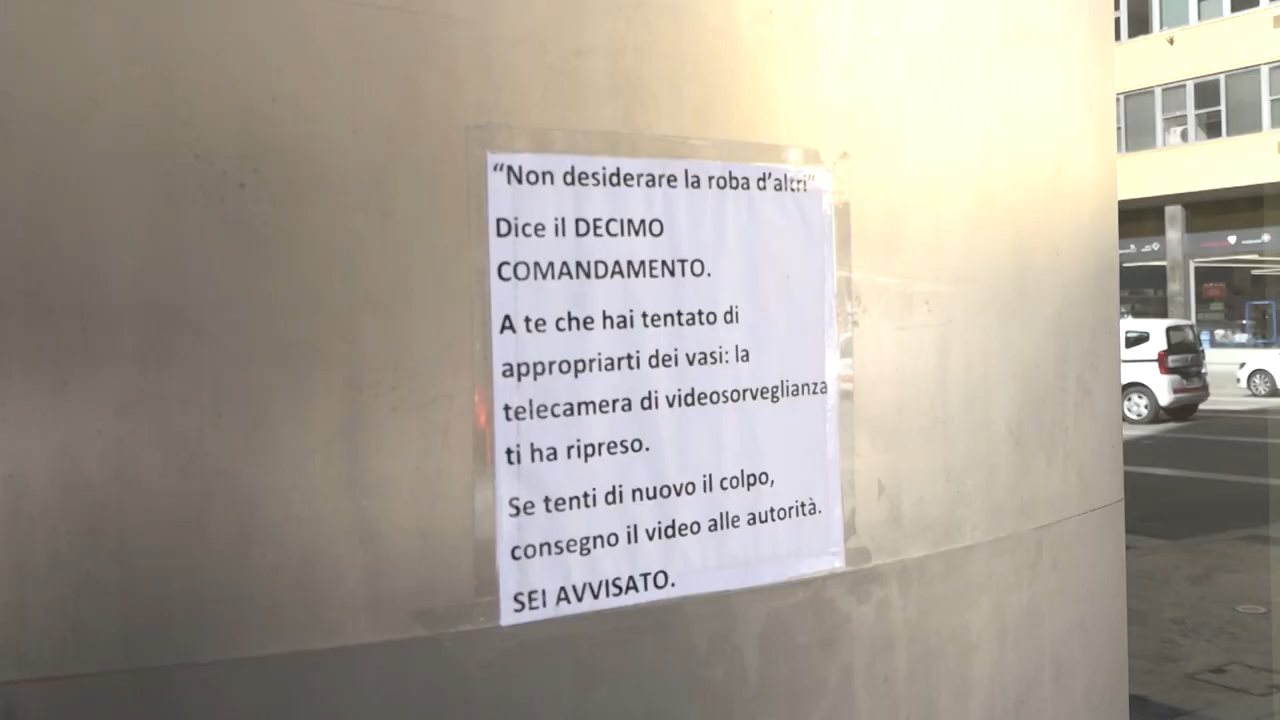 “Non desiderare la roba d’altri”
Dice il DECIMO
COMANDAMENTO.
A te che hai tentato di
appropriarti dei vasi: la
telecamera di videosorveglianza
ti ha ripreso.
Se tenti di nuovo il colpo,
consegno il video alle autorità.
SEI AVVISATO.